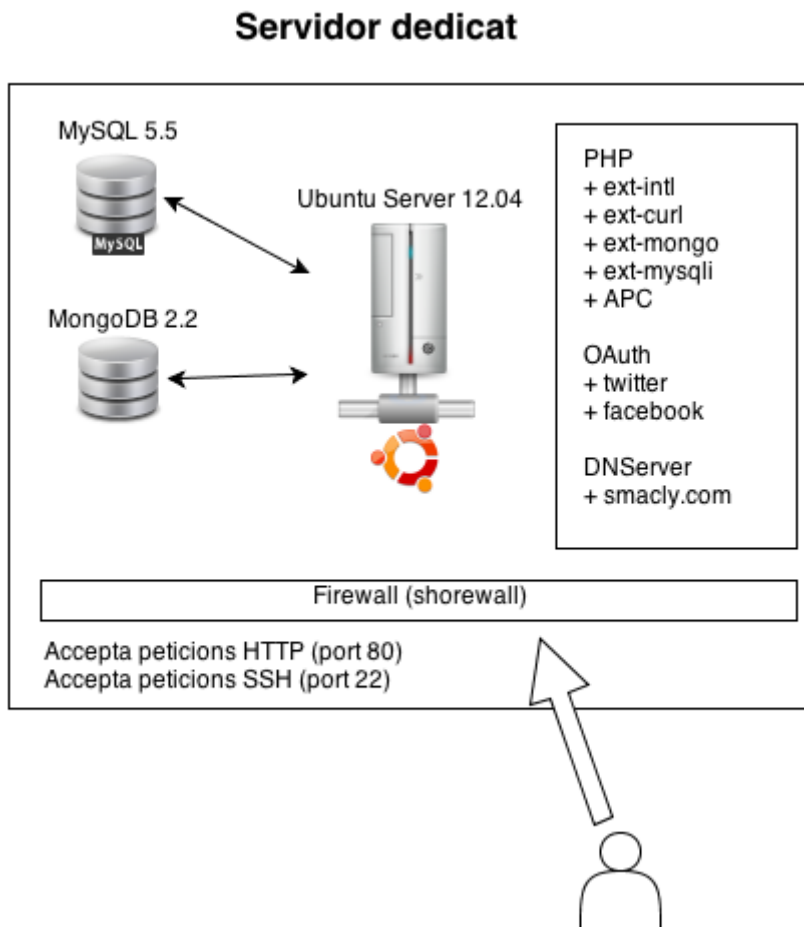 Servidor dedicat
MySQL 5.5
MySQL
MongoDB 2.2
Ubuntu Server 12.04
PHP
+ ext-intl
+ ext-curl
+ ext-mongo
+ ext-mysqli
+ APC
OAuth
+ twitter
+ facebook
DNServer
+ smacly.com
Firewall (shorewall)
Accepta peticions HTTP (port 80)
Accepta peticions SSH (port 22)